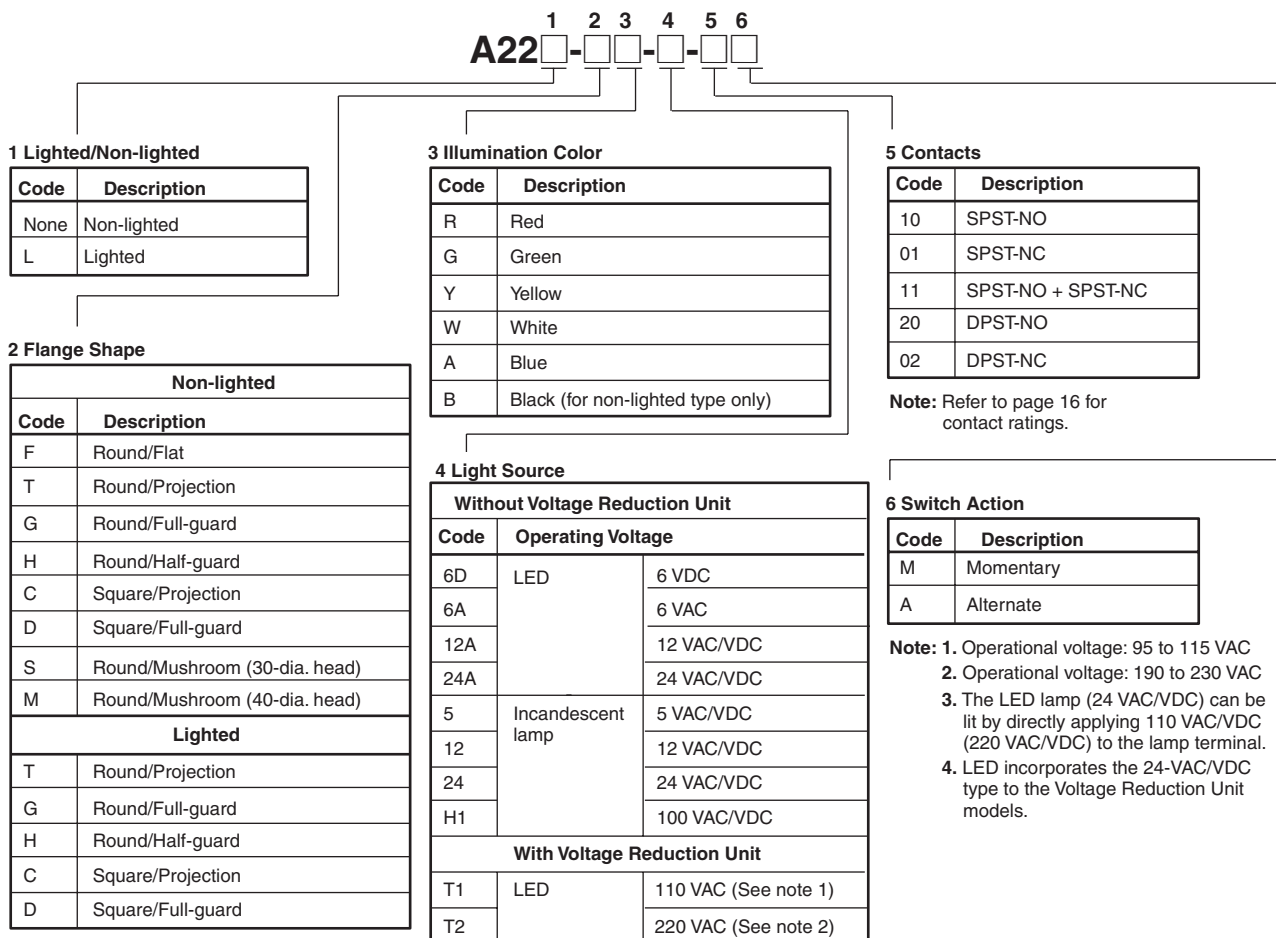 1 2 3 4 5 6
A22□-□□-□-□□
1 Lighted/Non-lighted
Code Description
None Non-lighted
L Lighted
2 Flange Shape
Non-lighted
Code Description
F Round/Flat
T Round/Projection
G Round/Full-guard
H Round/Half-guard
C Square/Projection
D Square/Full-guard
S Round/Mushroom (30-dia. head)
M Round/Mushroom (40-dia. head)
Lighted
T Round/Projection
G Round/Full-guard
H Round/Half-guard
C Square/Projection
D Square/Full-guard
3 Illumination Color
Code Description
R Red
G Green
Y Yellow
W White
A Blue
B Black (for non-lighted type only)
4 Light Source
Without Voltage Reduction Unit
Code Operating Voltage
6D LED 6 VDC
6A 6 VAC
12A 12 VAC/VDC
24A 24 VAC/VDC
5 Incandescent lamp 5 VAC/VDC
12 12 VAC/VDC
24 24 VAC/VDC
H1 100 VAC/VDC
With Voltage Reduction Unit
T1 LED 110 VAC (See note 1)
T2 220 VAC (See note 2)
5 Contacts
Code Description
10 SPST-NO
01 SPST-NC
11 SPST-NO + SPST-NC
20 DPST-NO
02 DPST-NC
Note: Refer to page 16 for
contact ratings.
6 Switch Action
Code Description
M Momentary
A Alternate
Note: 1. Operational voltage: 95 to 115 VAC
2. Operational voltage: 190 to 230 VAC
3. The LED lamp (24 VAC/VDC) can be
lit by directly applying 110 VAC/VDC
(220 VAC/VDC) to the lamp terminal.
4. LED incorporates the 24-VAC/VDC
type to the Voltage Reduction Unit
models.